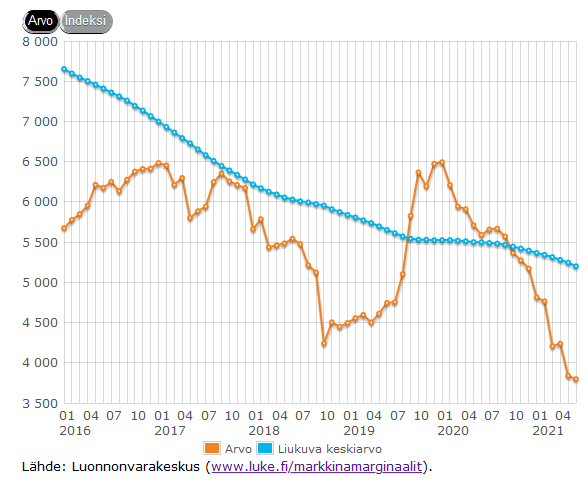 Arvo Indeksi
8 000
7 500
7 000
6 500
6 000
5 500
5 000
4 500
4 000
3 500
01 04 07 10 01 04 07 10 01 04 07 10 01 04 07 10 01 04 07 10 01 04
2016 2017 2018 2019 2020 2021
Arvo Liukuva keskiarvo
Lähde: Luonnonvarakeskus (www.luke.fi/markkinamarginaalit).